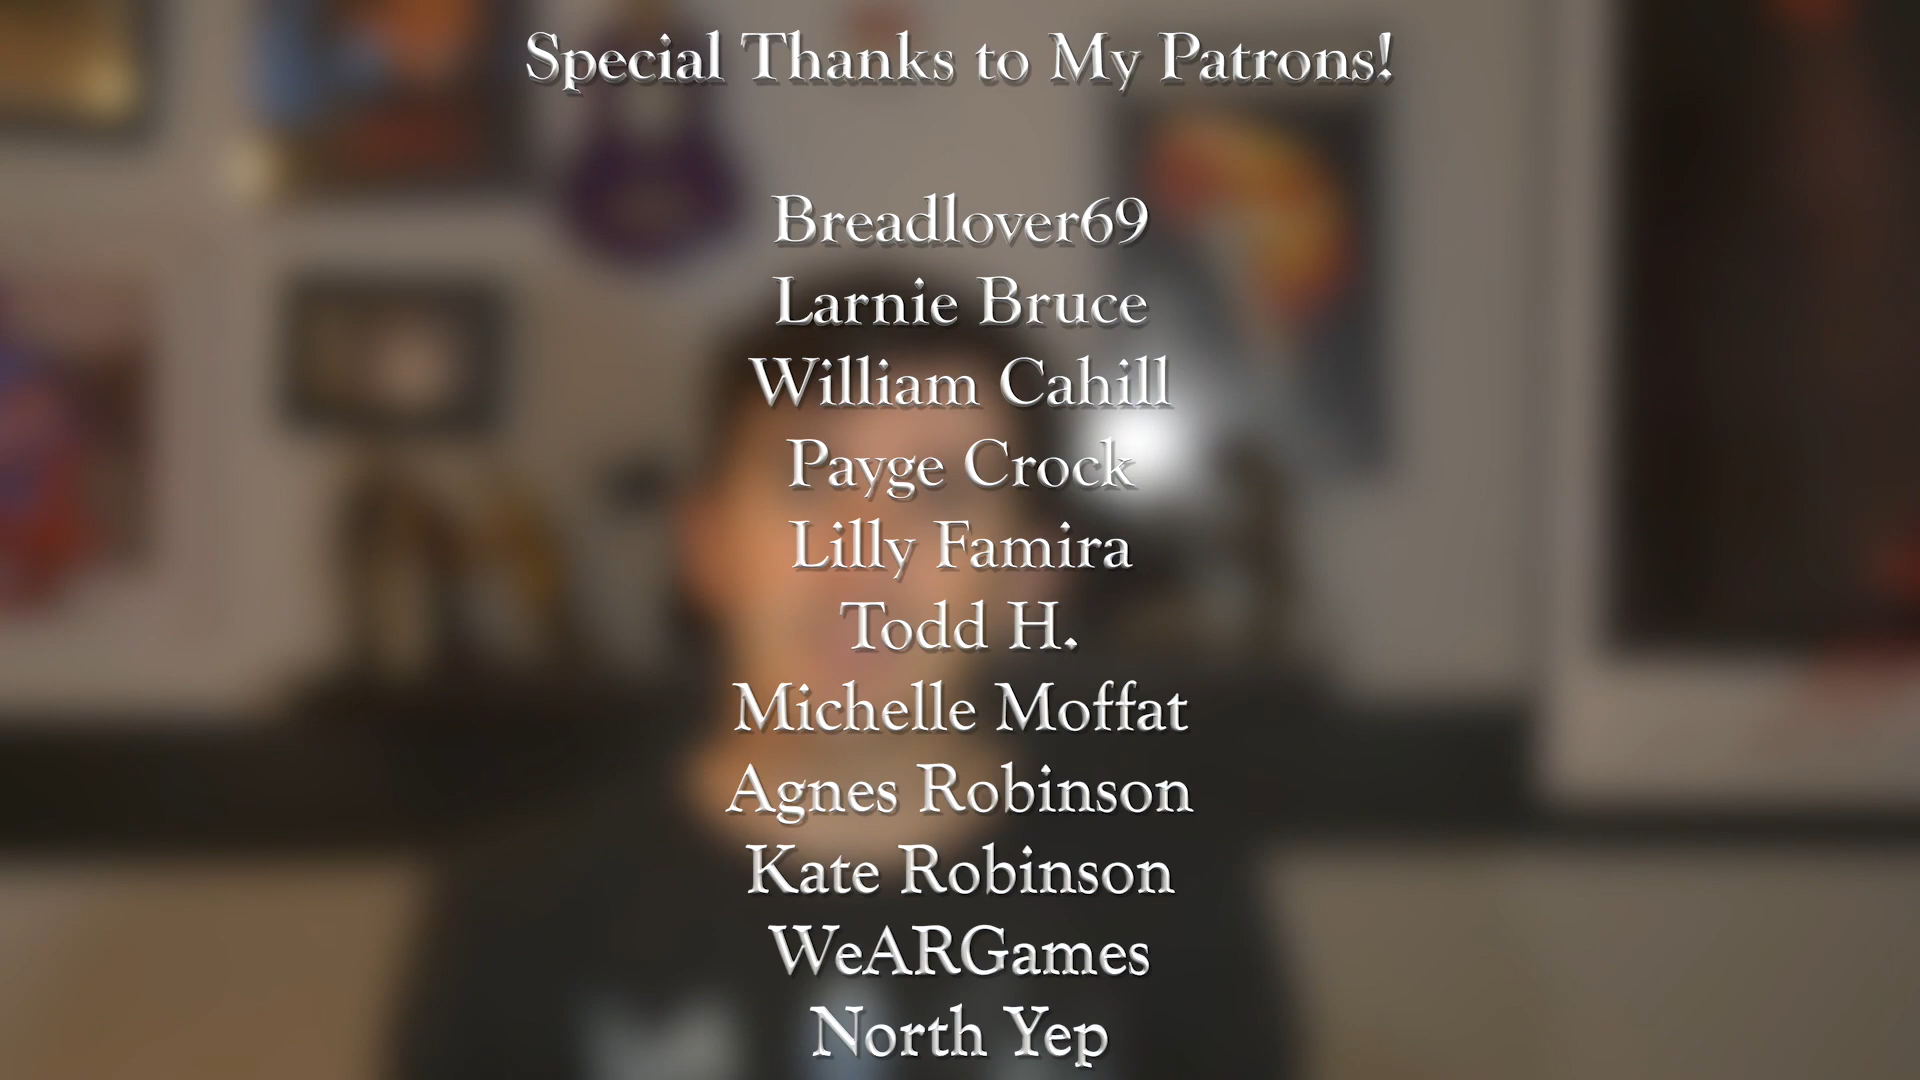 Special Thanks to My Patrons!
Breadlover69
Larnie Bruce
William Cahill
Payge Crock
Lilly Famira
Todd H.
Michelle Moffat
Agnes Robinson
Kate Robinson
WeARGames
North Yep